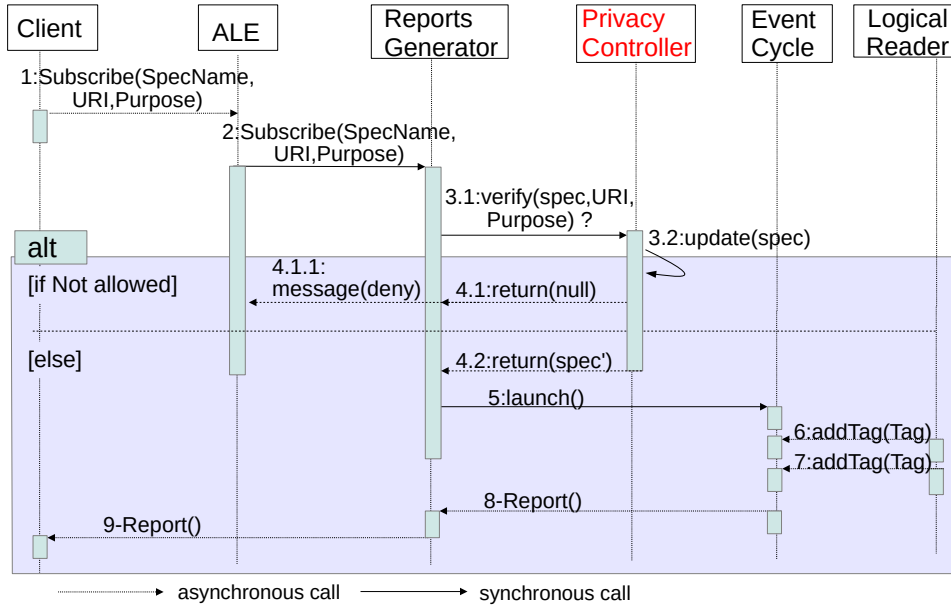 Client
ALE
Reports
Generator
Privacy
Controller
Event
Cycle
Logical
Reader
1:Subscribe(SpecName,
URI,Purpose)
2:Subscribe(SpecName,
URI,Purpose)
3.1:verify(spec,URI,
Purpose) ?
3.2:update(spec)
alt
[if Not allowed]
4.1.1:
message(deny)
4.1:return(null)
[else]
4.2:return(spec')
5:launch()
6:addTag(Tag)
7:addTag(Tag)
8-Report()
9-Report()
asynchronous call
synchronous call